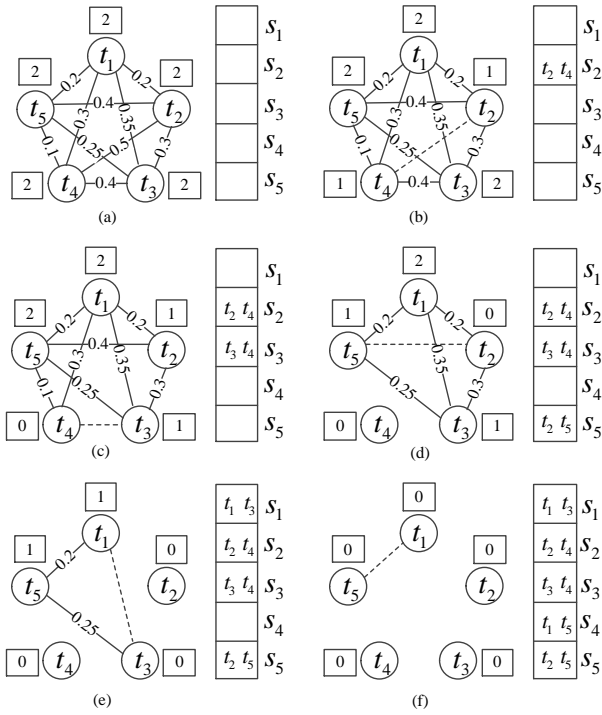 2
t1
s1
2
0.2
0.2
2
s2
t5
0.4
t2
s3
0.3
0.35
0.1
0.25
0.5
0.3
s4
2
t4
0.4
t3
2
s5
(a)
2
t1
s1
2
0.2
0.2
1
t2 t4
s2
t5
0.4
t2
s3
0.3
0.35
0.1
0.25
0.3
s4
1
t4
0.4
t3
2
s5
(b)
2
t1
s1
2
0.2
0.2
1
t2 t4
s2
t5
0.4
t2
t3 t4
s3
0.3
0.35
0.1
0.25
0.3
s4
0
t4
t3
1
s5
(c)
2
t1
s1
1
0.2
0.2
0
t2 t4
s2
t5
t2
t3 t4
s3
0.35
0.25
0.3
s4
0
t4
t3
1
t2 t5
s5
(d)
1
t1
t1 t3
s1
1
0.2
0
t2 t4
s2
t5
t2
t3 t4
s3
0.25
s4
0
t4
t3
0
t2 t5
s5
(e)
0
t1
t1 t3
s1
0
0
t2 t4
s2
t5
t2
t3 t4
s3
t1 t5
s4
0
t4
t3
0
t2 t5
s5
(f)